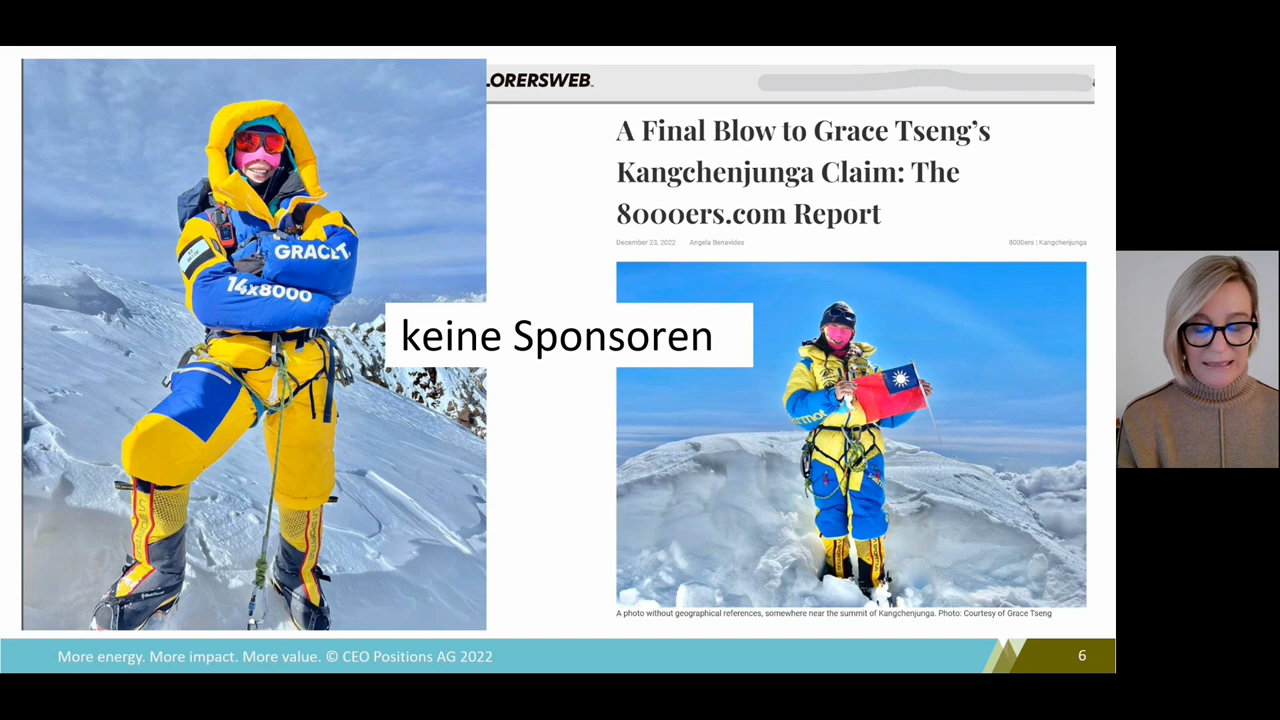 .ORERSWEB
A Final Blow to Grace Tseng's
Kangchenjunga Claim: The
8000ers.com Report
December 23, 2022 Angela Benavides 8000ers | Kangchenjunga
GRACE.T.
14x8000
keine Sponsoren
A photo without geographical references, somewhere near the summit of Kangchenjunga. Photo: Courtesy of Grace Tseng
More energy. More impact. More value. © CEO Positions AG 2022
6